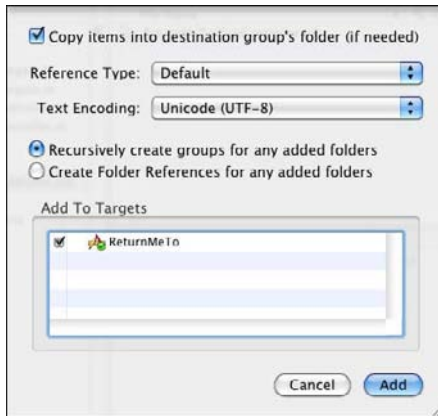 Copy items into destination group's folder (if needed)
Reference Type: Default
Text Encoding: Unicode (UTF-8)
Recursively create groups for any added folders
Create Folder References for any added folders
Add To Targets
ReturnMeTo
Cancel Add